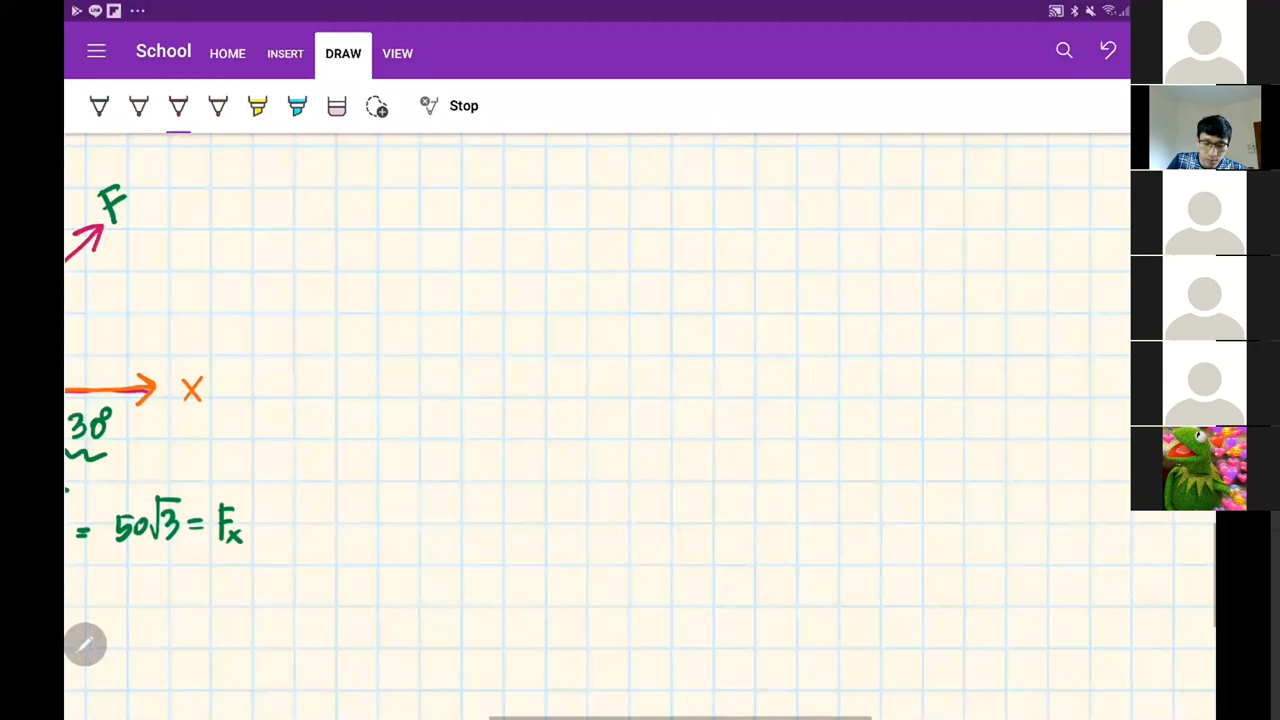 School HOME INSERT DRAW VIEW
Stop
F
X
30°
= 50√3 = Fx